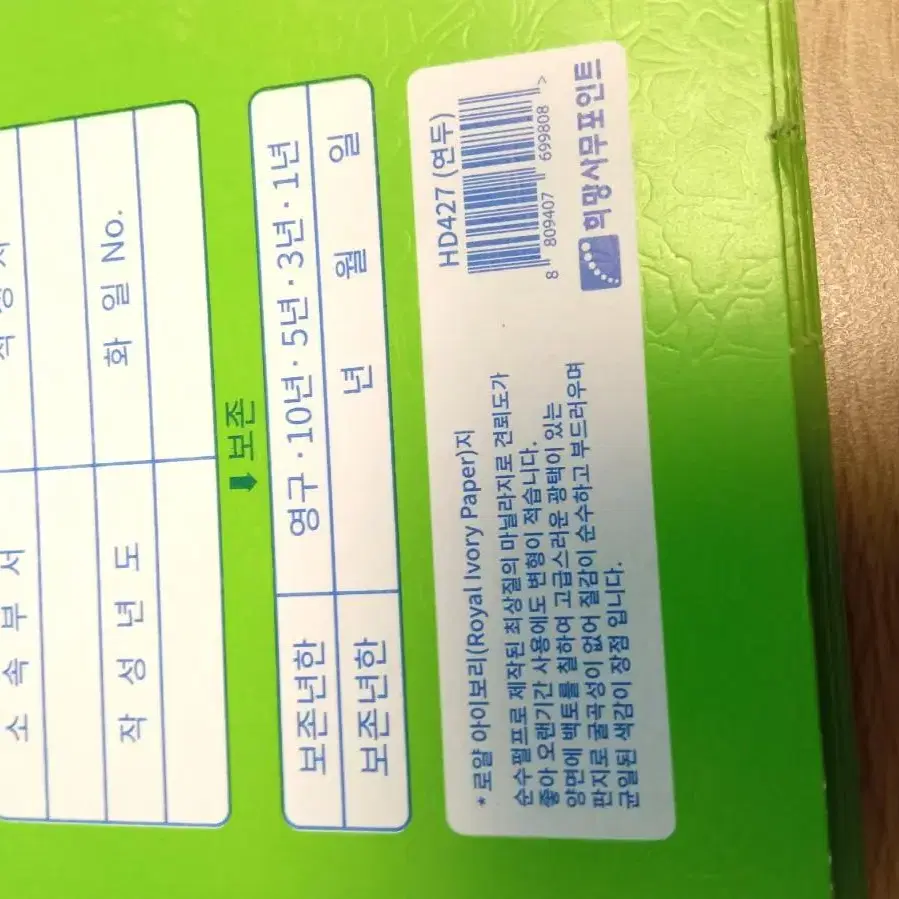 소 속 부 서
작 성 년 도 화 일 No.
보존
보존년한 영구 · 10년 · 5년 · 3년 · 1년
보존년한 년 월 일
* 로얄 아이보리(Royal Ivory Paper)지
순수펄프로 제작된 최상질의 마닐라지로 견뢰도가
좋아 오랜기간 사용에도 변형이 적습니다.
양면에 백토를 칠하여 고급스러운 광택이 있는
판지로 굴곡성이 없어 질감이 순수하고 부드러우며
균일된 색감이 장점 입니다.
HD427 (연두)
8 809407 699808 >
희망사무포인트